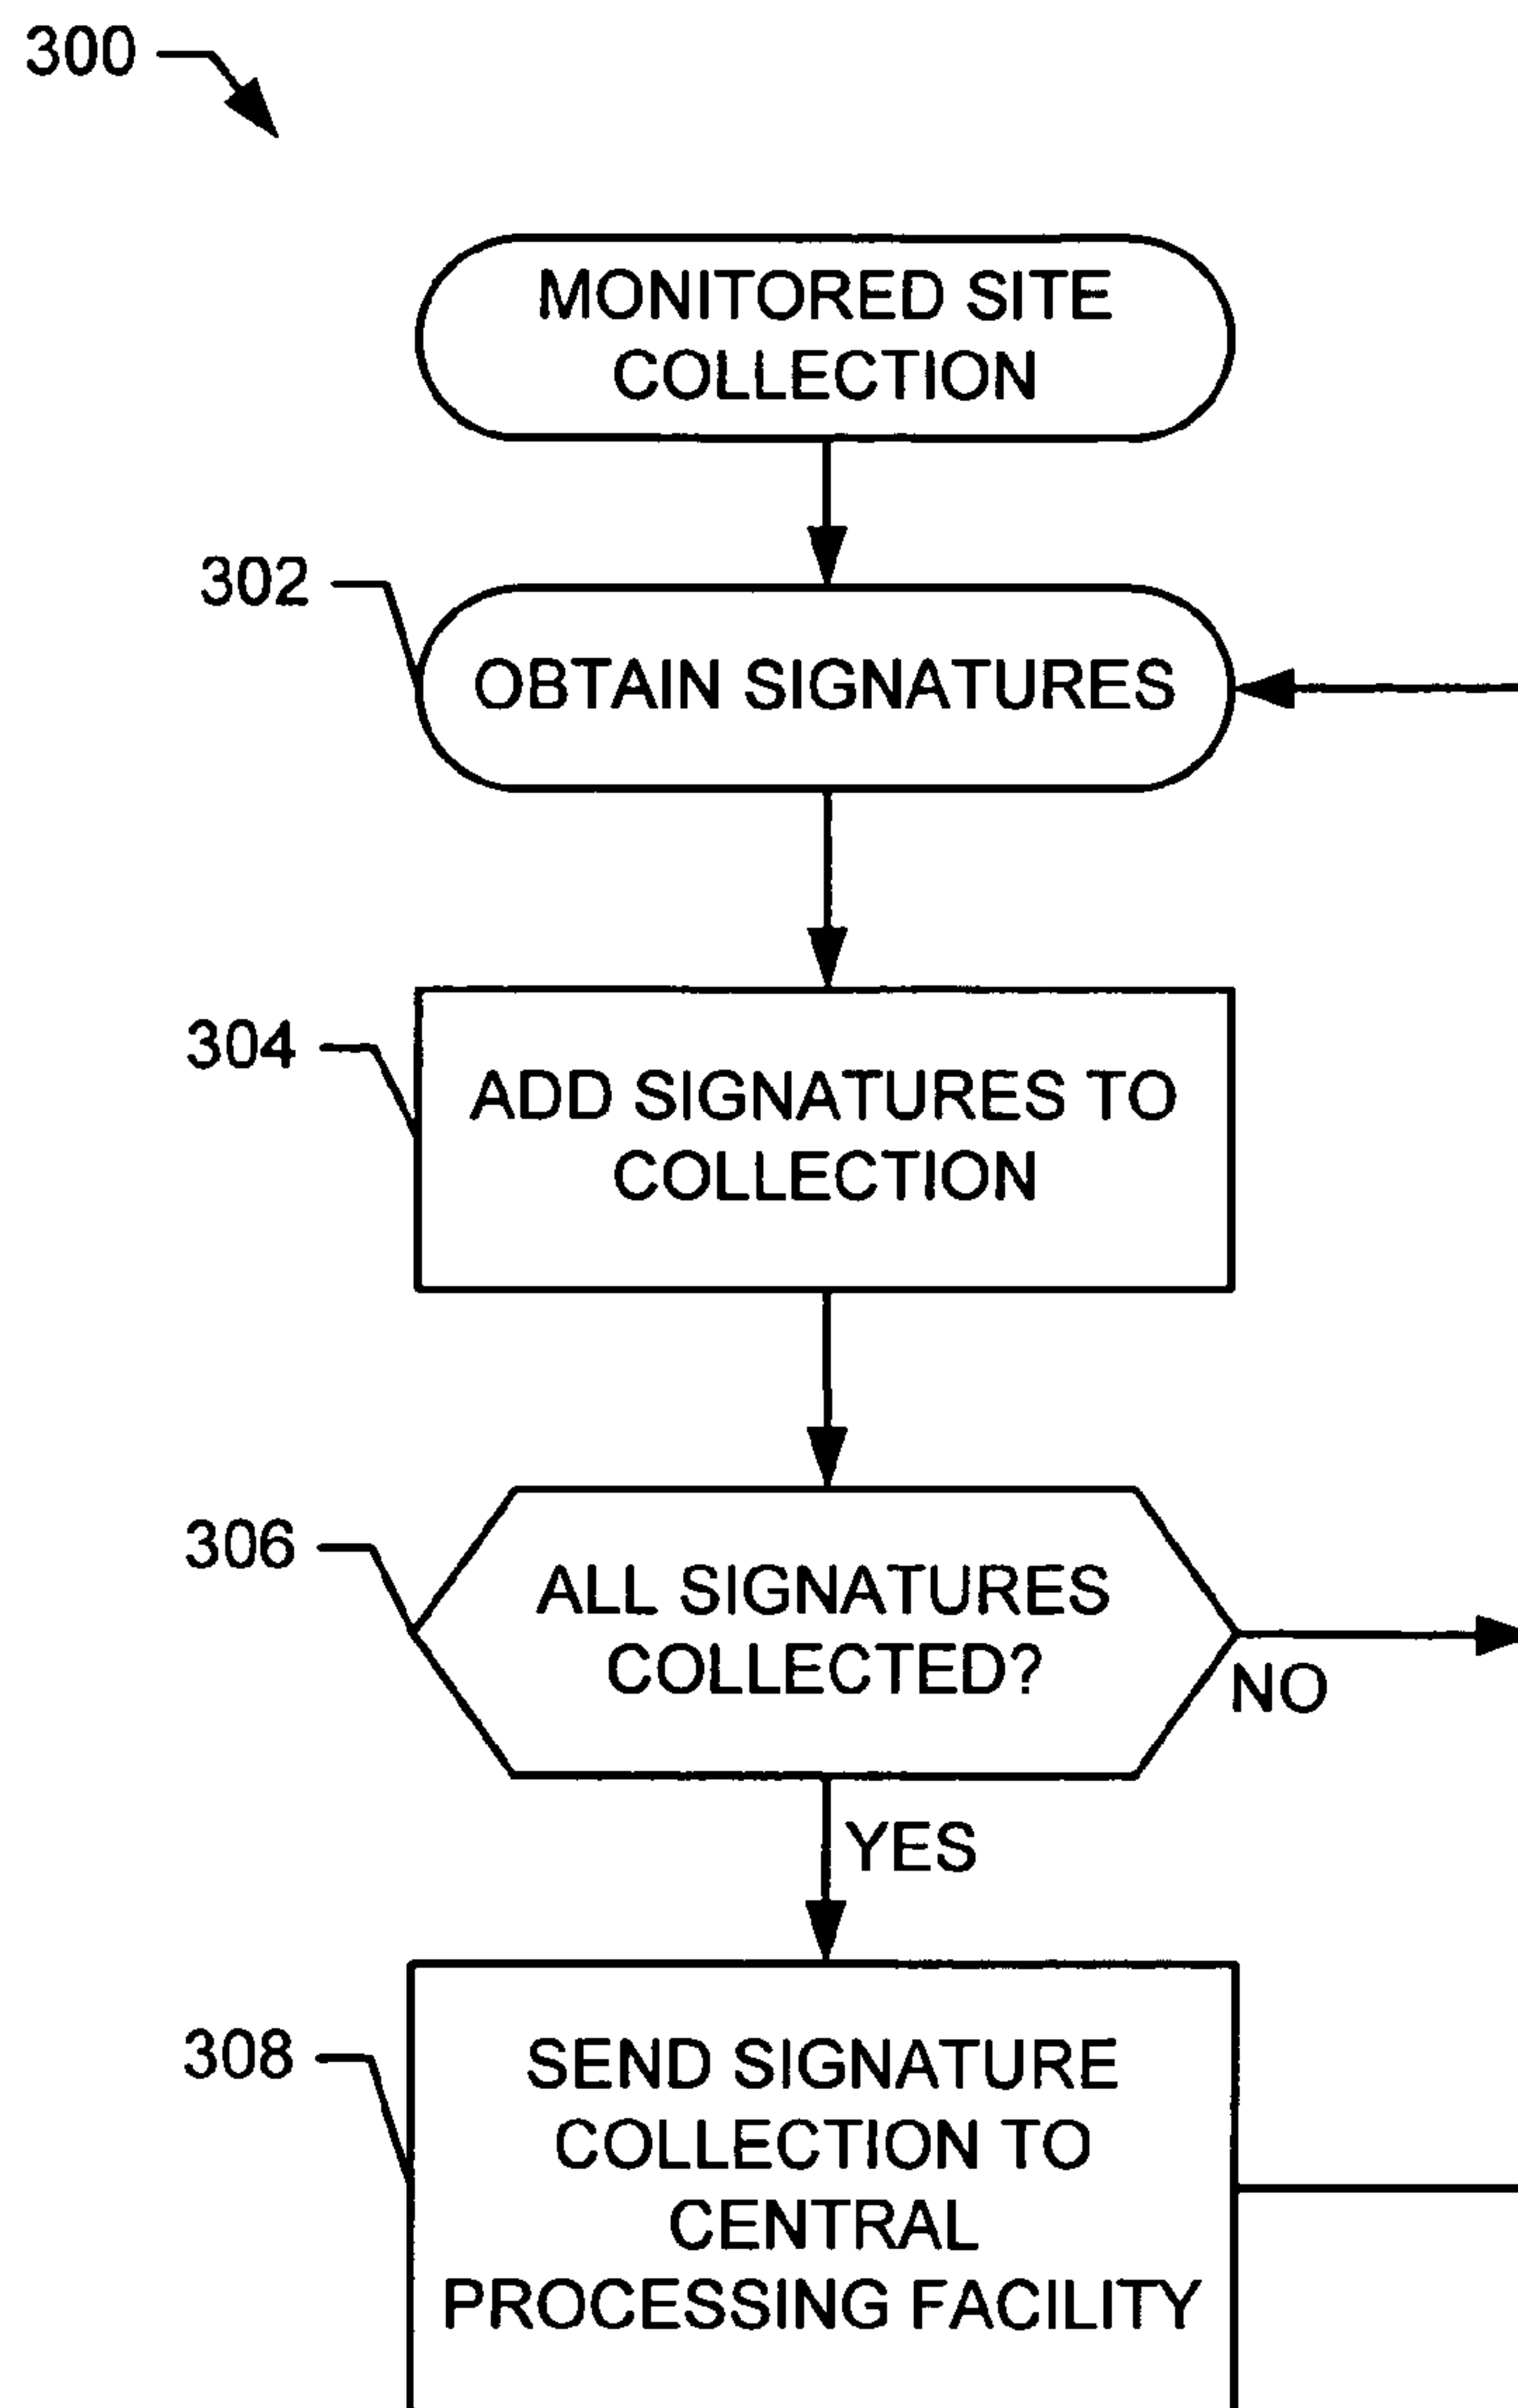 300
MONITORED SITE
COLLECTION
302
OBTAIN SIGNATURES
304
ADD SIGNATURES TO
COLLECTION
306
ALL SIGNATURES
COLLECTED?
NO
YES
308
SEND SIGNATURE
COLLECTION TO
CENTRAL
PROCESSING FACILITY